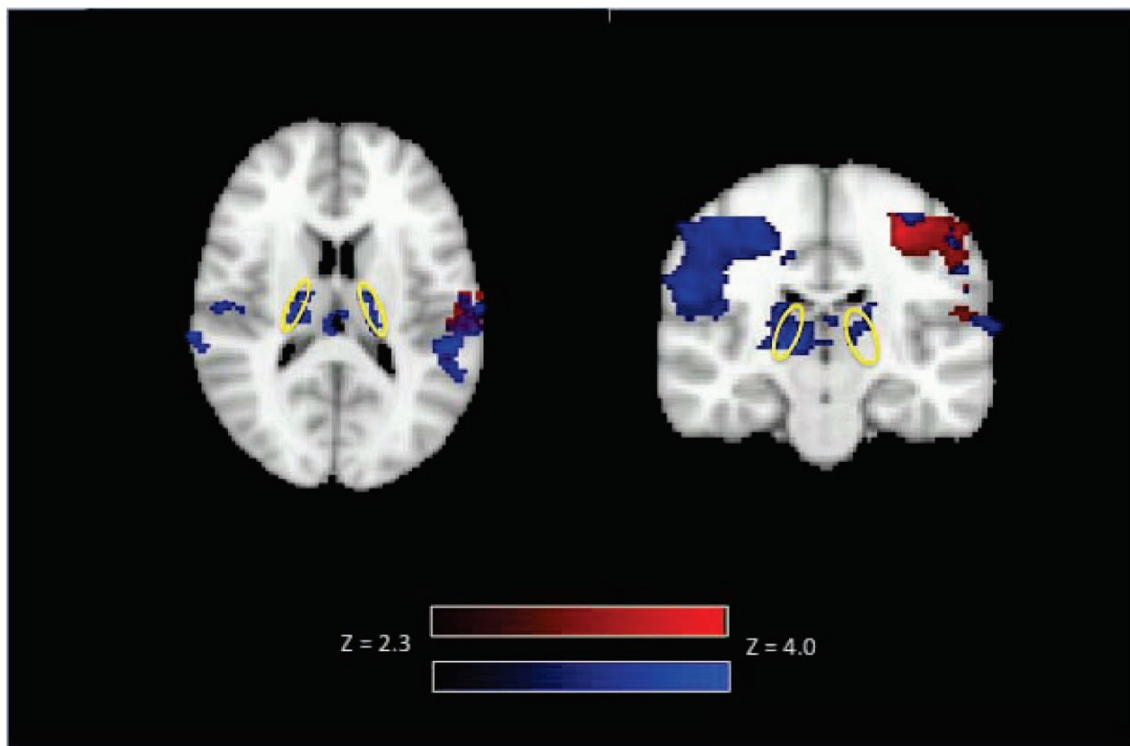 Z = 2.3
Z = 4.0